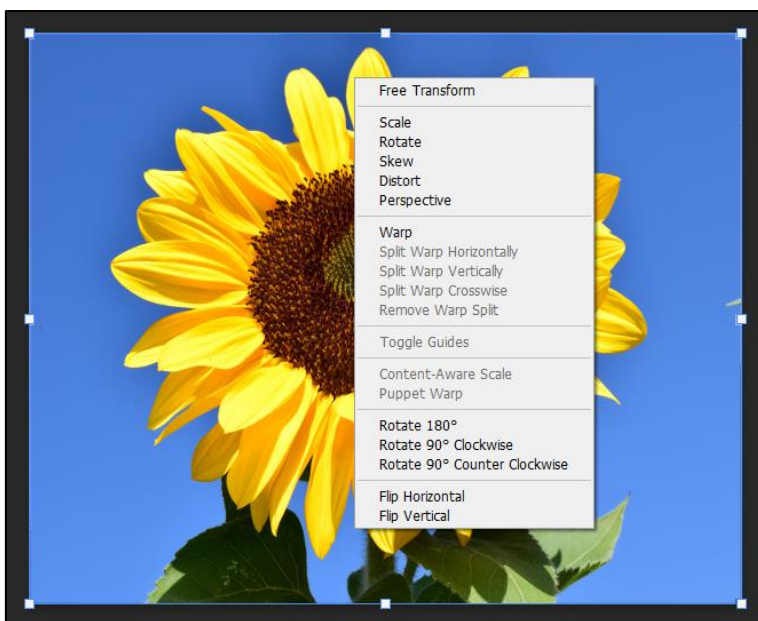 Free Transform
Scale
Rotate
Skew
Distort
Perspective
Warp
Split Warp Horizontally
Split Warp Vertically
Split Warp Crosswise
Remove Warp Split
Toggle Guides
Content-Aware Scale
Puppet Warp
Rotate 180°
Rotate 90° Clockwise
Rotate 90° Counter Clockwise
Flip Horizontal
Flip Vertical